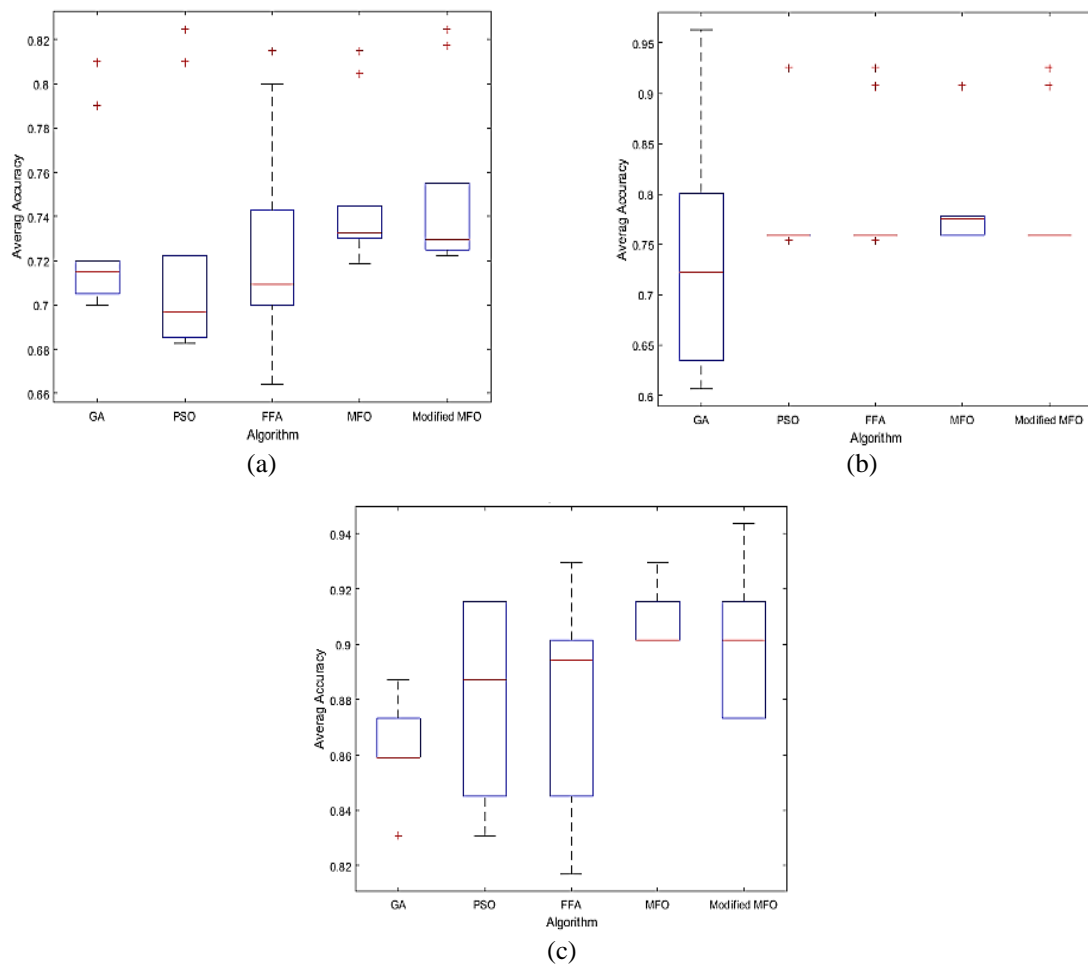 0.82
0.8
0.78
0.76
0.74
0.72
0.7
0.68
0.66
Averag Accuracy
GA PSO FFA MFO Modified MFO
Algorithm
(a)
0.95
0.9
0.85
0.8
0.75
0.7
0.65
0.6
Averag Accuracy
GA PSO FFA MFO Modified MFO
Algorithm
(b)
0.94
0.92
0.9
0.88
0.86
0.84
0.82
Averag Accuracy
GA PSO FFA MFO Modified MFO
Algorithm
(c)